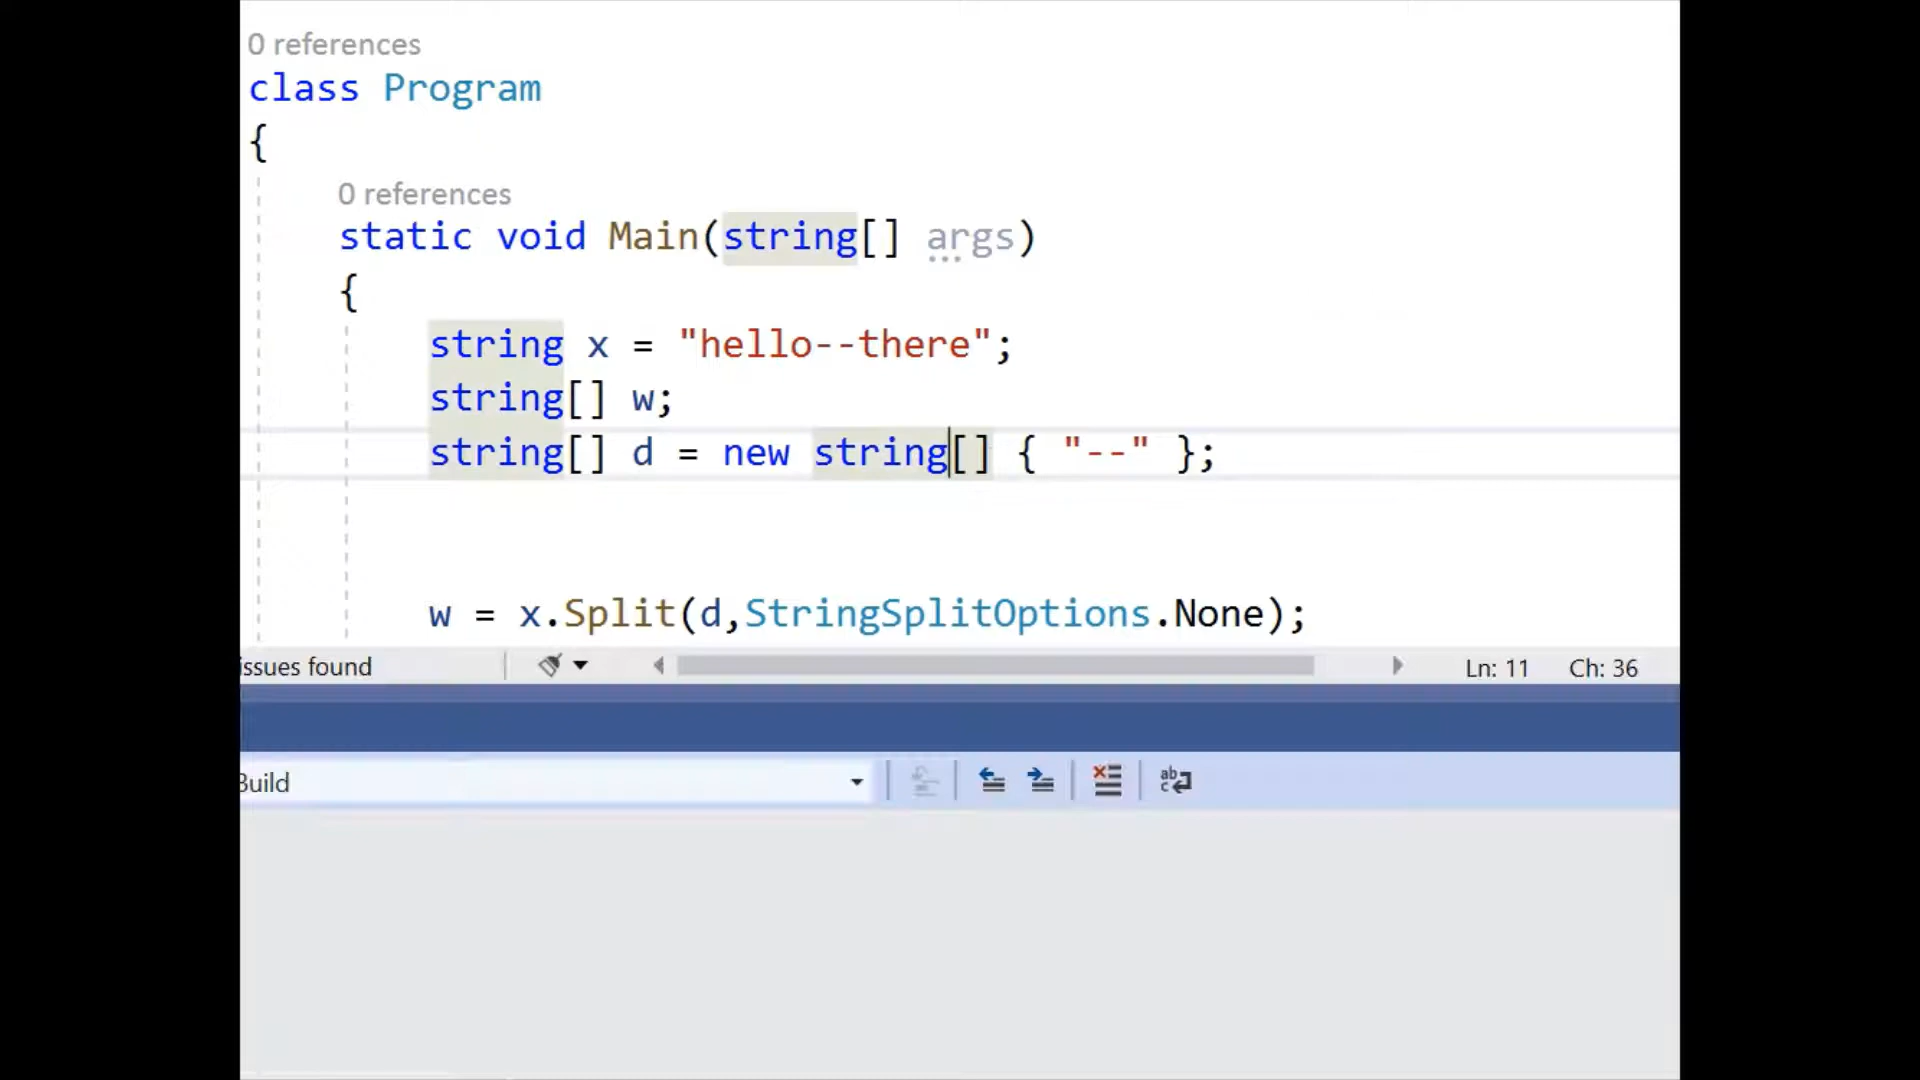 0 references
class Program
{
0 references
static void Main(string[] args)
{
string x = "hello--there";
string[] w;
string[] d = new string[] { "--" };
w = x.Split(d,StringSplitOptions.None);
issues found
Ln: 11 Ch: 36
Build